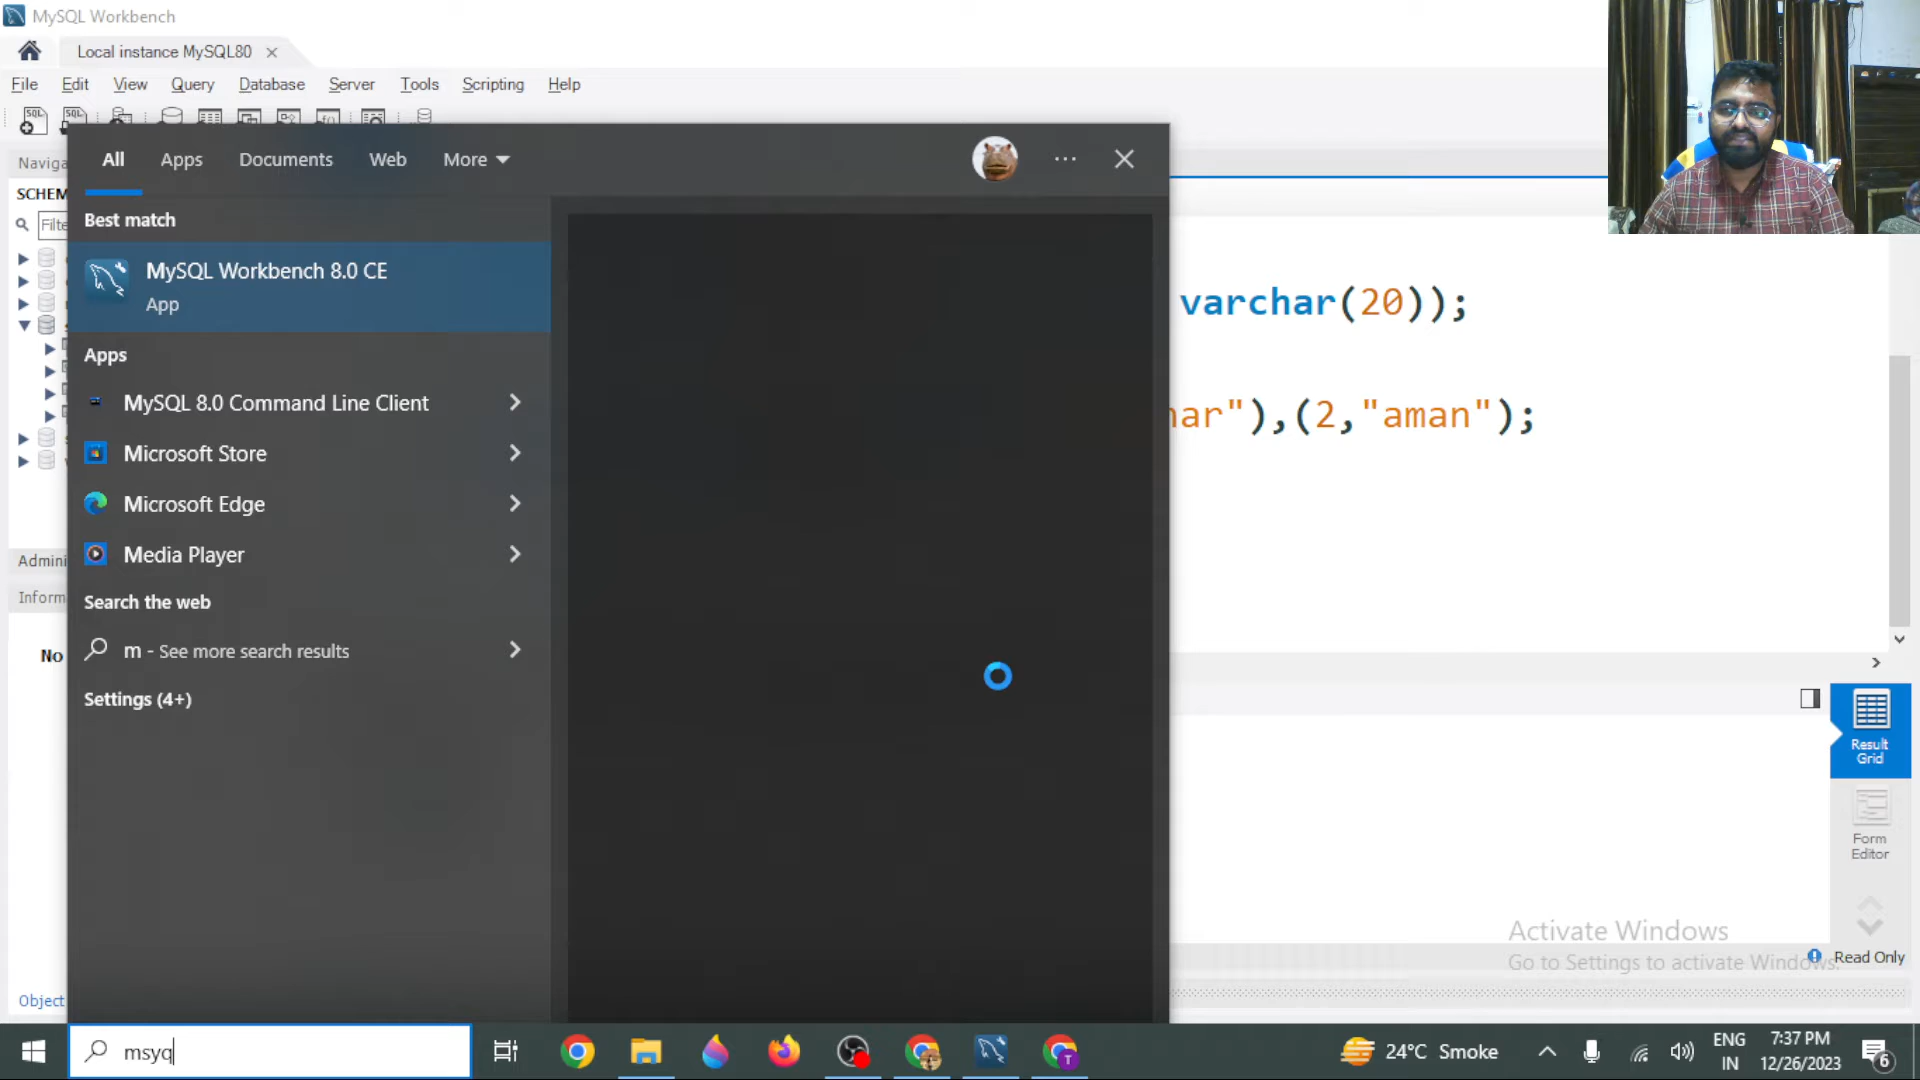 MySQL Workbench
Local instance MySQL80
File Edit View Query Database Server Tools Scripting Help
SQL SQL
Naviga
All Apps Documents Web More
SCHEM
Filte
Best match
MySQL Workbench 8.0 CE
App
Apps
MySQL 8.0 Command Line Client
Microsoft Store
Microsoft Edge
Media Player
Search the web
m - See more search results
Settings (4+)
varchar(20));
ar"),(2,"aman");
Admini
Inform
No
Object
Result
Grid
Form
Editor
Activate Windows
Go to Settings to activate Windows.
Read Only
msyq
24°C Smoke
ENG
IN
7:37 PM
12/26/2023
6
T